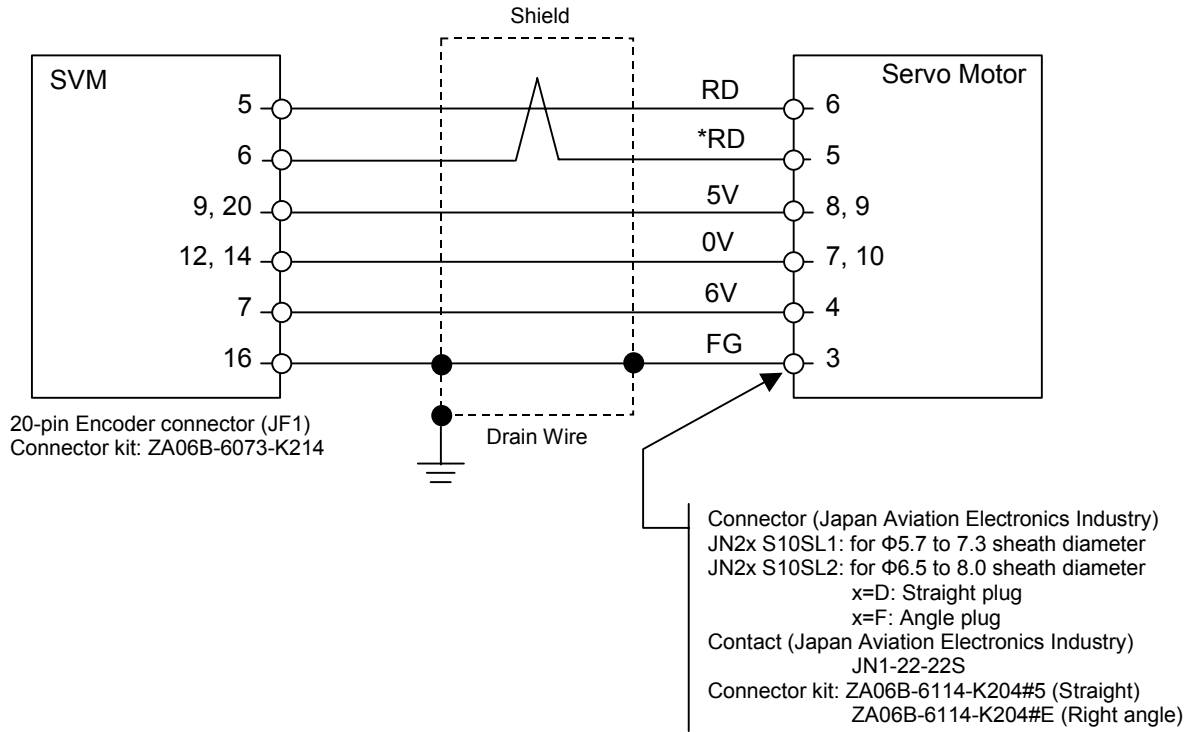 Shield
SVM
Servo Motor
5
RD
6
6
*RD
5
9, 20
5V
8, 9
12, 14
0V
7, 10
7
6V
4
16
FG
3
20-pin Encoder connector (JF1)
Connector kit: ZA06B-6073-K214
Drain Wire
Connector (Japan Aviation Electronics Industry)
JN2x S10SL1: for Φ5.7 to 7.3 sheath diameter
JN2x S10SL2: for Φ6.5 to 8.0 sheath diameter
x=D: Straight plug
x=F: Angle plug
Contact (Japan Aviation Electronics Industry)
JN1-22-22S
Connector kit: ZA06B-6114-K204#5 (Straight)
ZA06B-6114-K204#E (Right angle)